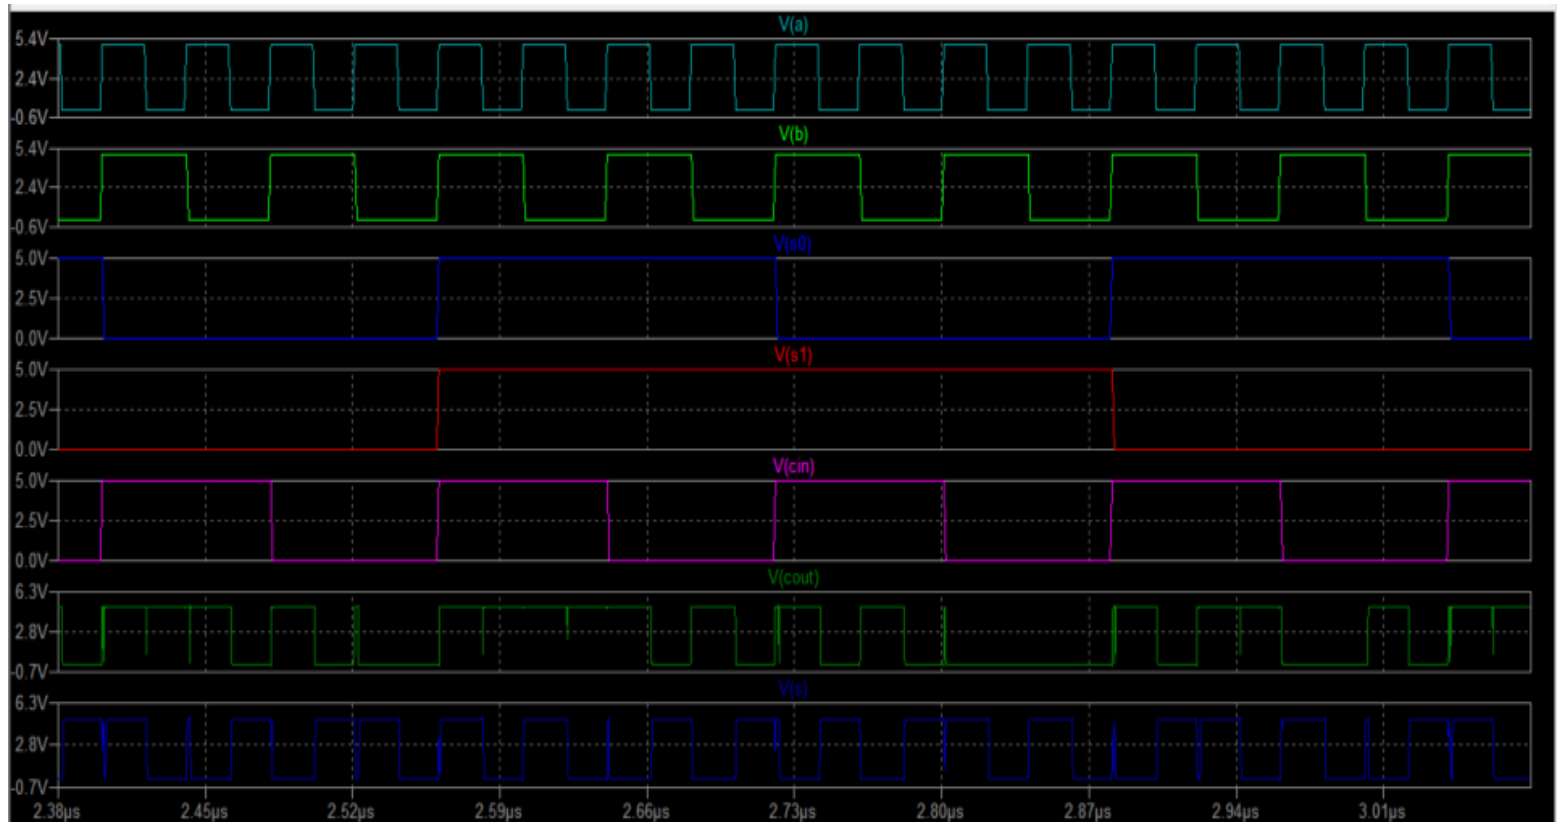 V(a)
5.4V
2.4V
-0.6V
V(b)
5.4V
2.4V
-0.6V
V(s0)
5.0V
2.5V
0.0V
V(s1)
5.0V
2.5V
0.0V
V(cin)
5.0V
2.5V
0.0V
V(cout)
6.3V
2.8V
-0.7V
V(s)
6.3V
2.8V
-0.7V
2.38µs 2.45µs 2.52µs 2.59µs 2.66µs 2.73µs 2.80µs 2.87µs 2.94µs 3.01µs